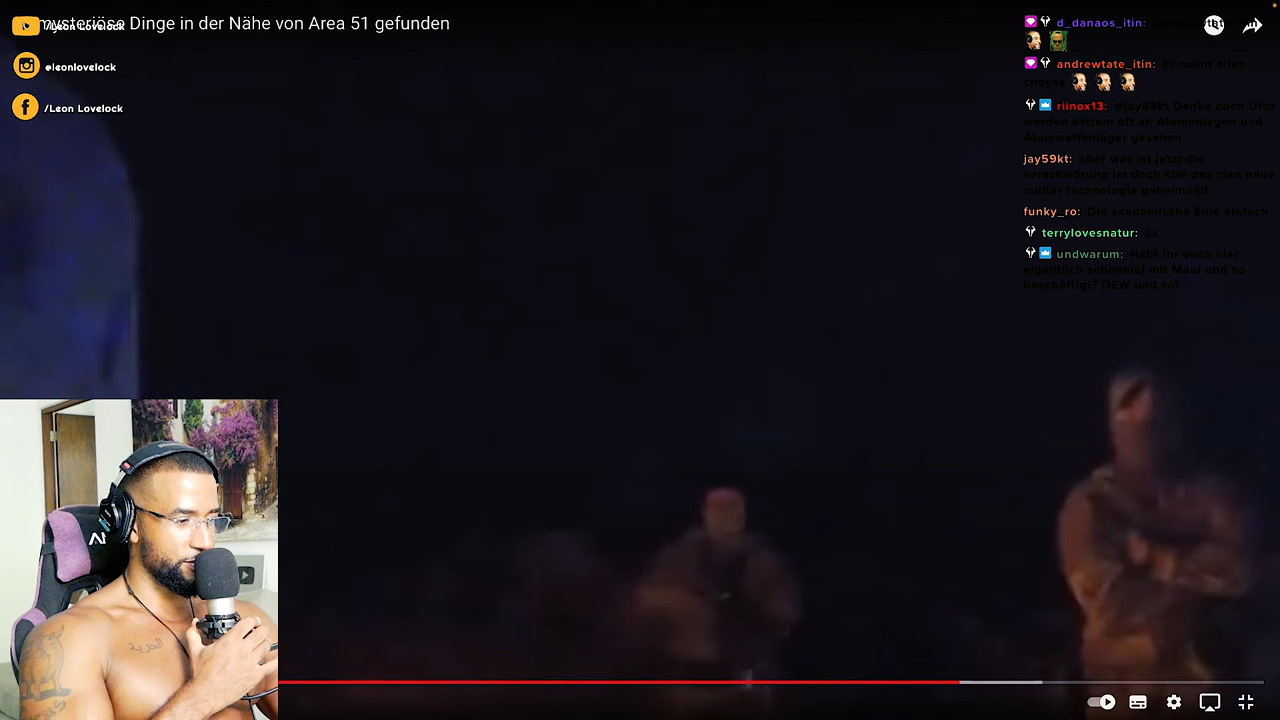 mysteriöse Dinge in der Nähe von Area 51 gefunden
/Leon Lovelock
@leonlovelock
/Leon Lovelock
d_danaos_itin:
andrewtate_itin: Er meint alien
chayas
riinox13: @jay59kt Denke doch Ufos
werden extrem oft an Atomanlagen und
Atomwaffenlager gesehen.
jay59kt: aber was ist jetzt die
verschwörung ist doch klar das man neue
militär technologie geheimhält
funky_ro: Die akademische Eule einfach
terrylovesnatur: Ja
undwarum: Habt ihr euch hier
eigentlich schonmal mit Maui und so
beschäftigt? DEW und so?